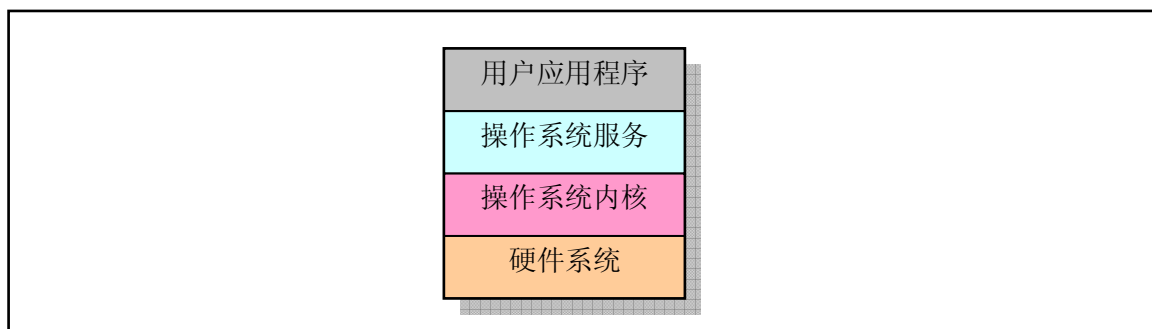 用户应用程序
操作系统服务
操作系统内核
硬件系统